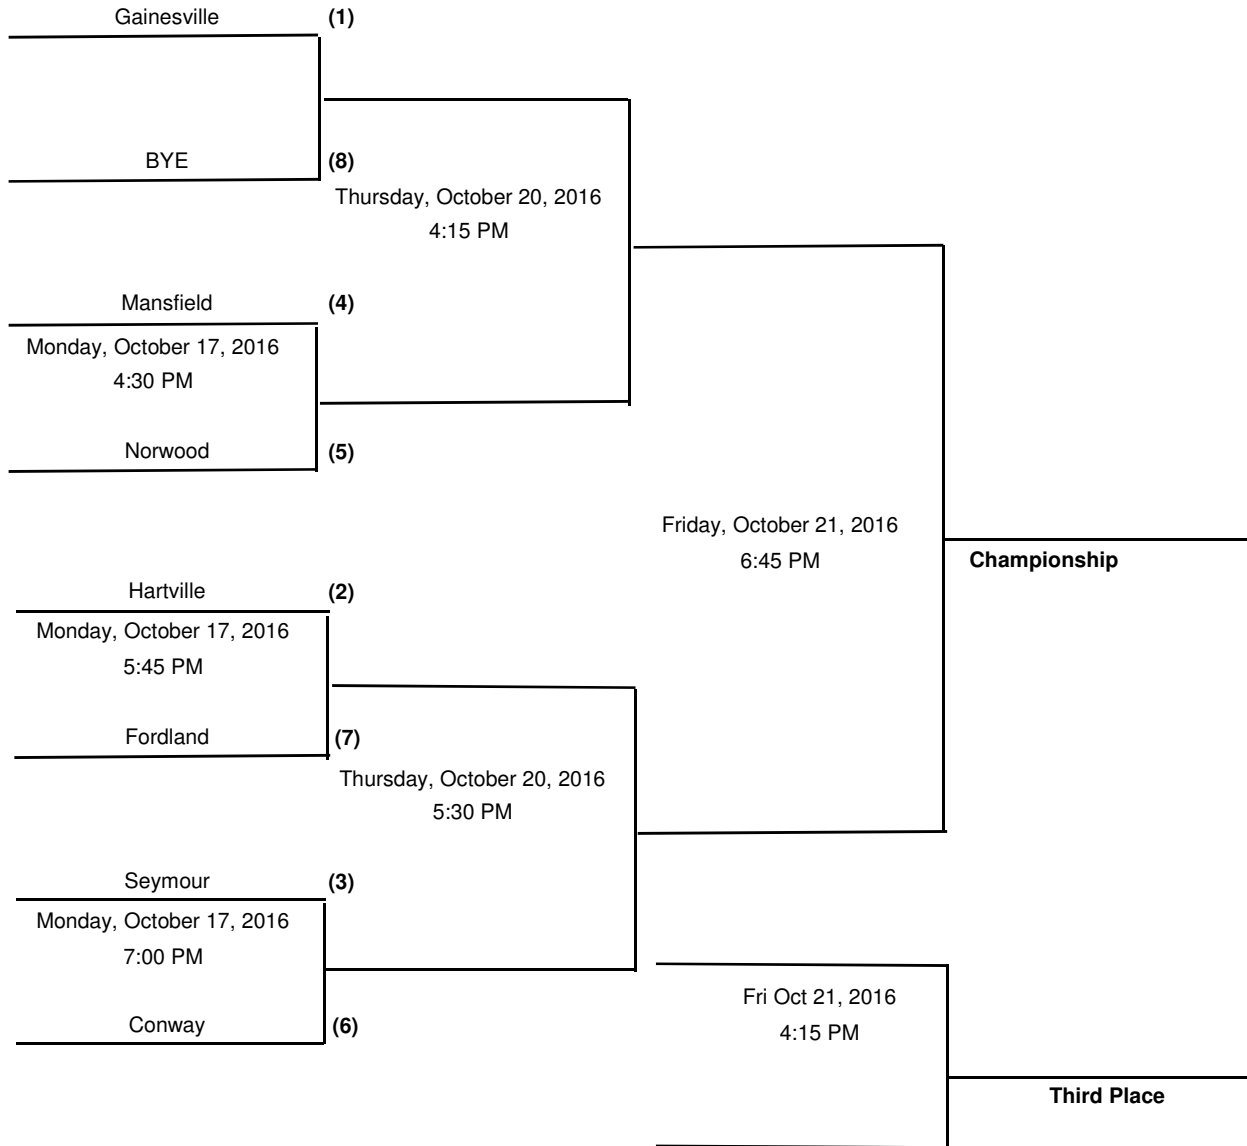 Gainesville (1)
BYE (8)
Thursday, October 20, 2016
4:15 PM
Mansfield (4)
Monday, October 17, 2016
4:30 PM
Norwood (5)
Friday, October 21, 2016
6:45 PM
Championship
Hartville (2)
Monday, October 17, 2016
5:45 PM
Fordland (7)
Thursday, October 20, 2016
5:30 PM
Seymour (3)
Monday, October 17, 2016
7:00 PM
Conway (6)
Fri Oct 21, 2016
4:15 PM
Third Place